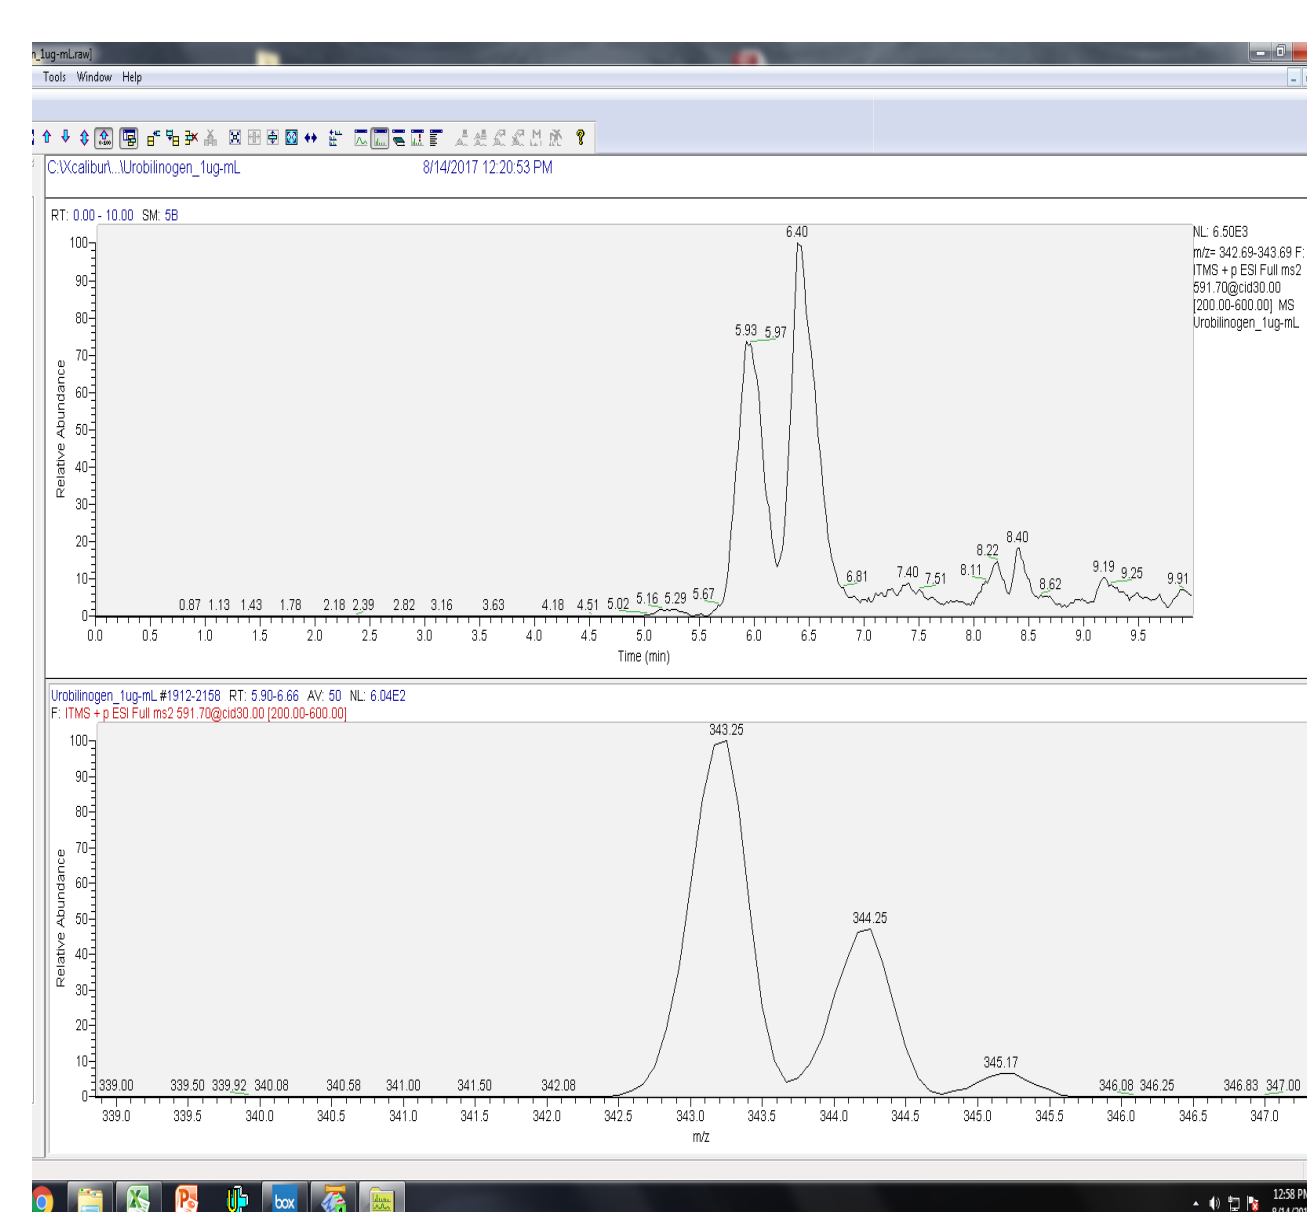 n_1ug-mL.raw]
Tools Window Help
C:\Xcalibur\...\Urobilinogen_1ug-mL 8/14/2017 12:20:53 PM
RT: 0.00 - 10.00 SM: 5B
NL: 6.50E3
m/z= 342.69-343.69 F:
ITMS + p ESI Full ms2
591.70@cid30.00
[200.00-600.00] MS
Urobilinogen_1ug-mL
100
90
80
70
60
50
40
30
20
10
0
Relative Abundance
6.40
5.93 5.97
0.87 1.13 1.43 1.78 2.18 2.39 2.82 3.16 3.63 4.18 4.51 5.02 5.16 5.29 5.67 6.81 7.40 7.51 8.11 8.22 8.40 8.62 9.19 9.25 9.91
0.0 0.5 1.0 1.5 2.0 2.5 3.0 3.5 4.0 4.5 5.0 5.5 6.0 6.5 7.0 7.5 8.0 8.5 9.0 9.5
Time (min)
Urobilinogen_1ug-mL #1912-2158 RT: 5.90-6.66 AV: 50 NL: 6.04E2
F: ITMS + p ESI Full ms2 591.70@cid30.00 [200.00-600.00]
100
90
80
70
60
50
40
30
20
10
0
Relative Abundance
343.25
344.25
345.17
339.00 339.50 339.92 340.08 340.58 341.00 341.50 342.08 346.08 346.25 346.83 347.00
339.0 339.5 340.0 340.5 341.0 341.5 342.0 342.5 343.0 343.5 344.0 344.5 345.0 345.5 346.0 346.5 347.0
m/z
box
12:58 PM